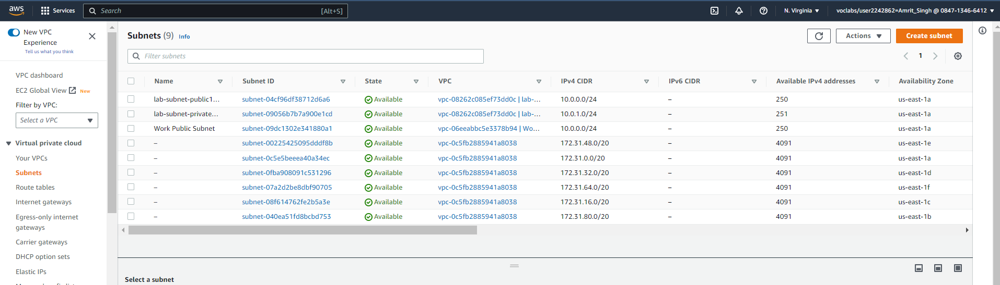 aws
Services
Search
[Alt+S]
N. Virginia
voclabs/user2242862=Amrit_Singh @ 0847-1346-6412
New VPC
Experience
Tell us what you think
VPC dashboard
EC2 Global View New
Filter by VPC:
Select a VPC
Virtual private cloud
Your VPCs
Subnets
Route tables
Internet gateways
Egress-only internet
gateways
Carrier gateways
DHCP option sets
Elastic IPs
Subnets (9) Info
Actions
Create subnet
Filter subnets
1
Name Subnet ID State VPC IPv4 CIDR IPv6 CIDR Available IPv4 addresses Availability Zone
lab-subnet-public1... subnet-04cf96df38712d6a6 Available vpc-08262c085ef73dd0c | lab-... 10.0.0.0/24 – 250 us-east-1a
lab-subnet-private... subnet-09056b7b7a900e1cd Available vpc-08262c085ef73dd0c | lab-... 10.0.1.0/24 – 251 us-east-1a
Work Public Subnet subnet-09dc1302e341880a1 Available vpc-06eeabbc5e3378b94 | Wo... 10.0.0.0/24 – 250 us-east-1a
– subnet-00225425095dddf8b Available vpc-0c5fb2885941a8038 172.31.48.0/20 – 4091 us-east-1e
– subnet-0c5e5beeea40a34ec Available vpc-0c5fb2885941a8038 172.31.0.0/20 – 4091 us-east-1a
– subnet-0fba908091c531296 Available vpc-0c5fb2885941a8038 172.31.32.0/20 – 4091 us-east-1d
– subnet-07a2d2be8dbf90705 Available vpc-0c5fb2885941a8038 172.31.64.0/20 – 4091 us-east-1f
– subnet-08f614762fe2b5a3e Available vpc-0c5fb2885941a8038 172.31.16.0/20 – 4091 us-east-1c
– subnet-040ea51fd8bcbd753 Available vpc-0c5fb2885941a8038 172.31.80.0/20 – 4091 us-east-1b
Select a subnet